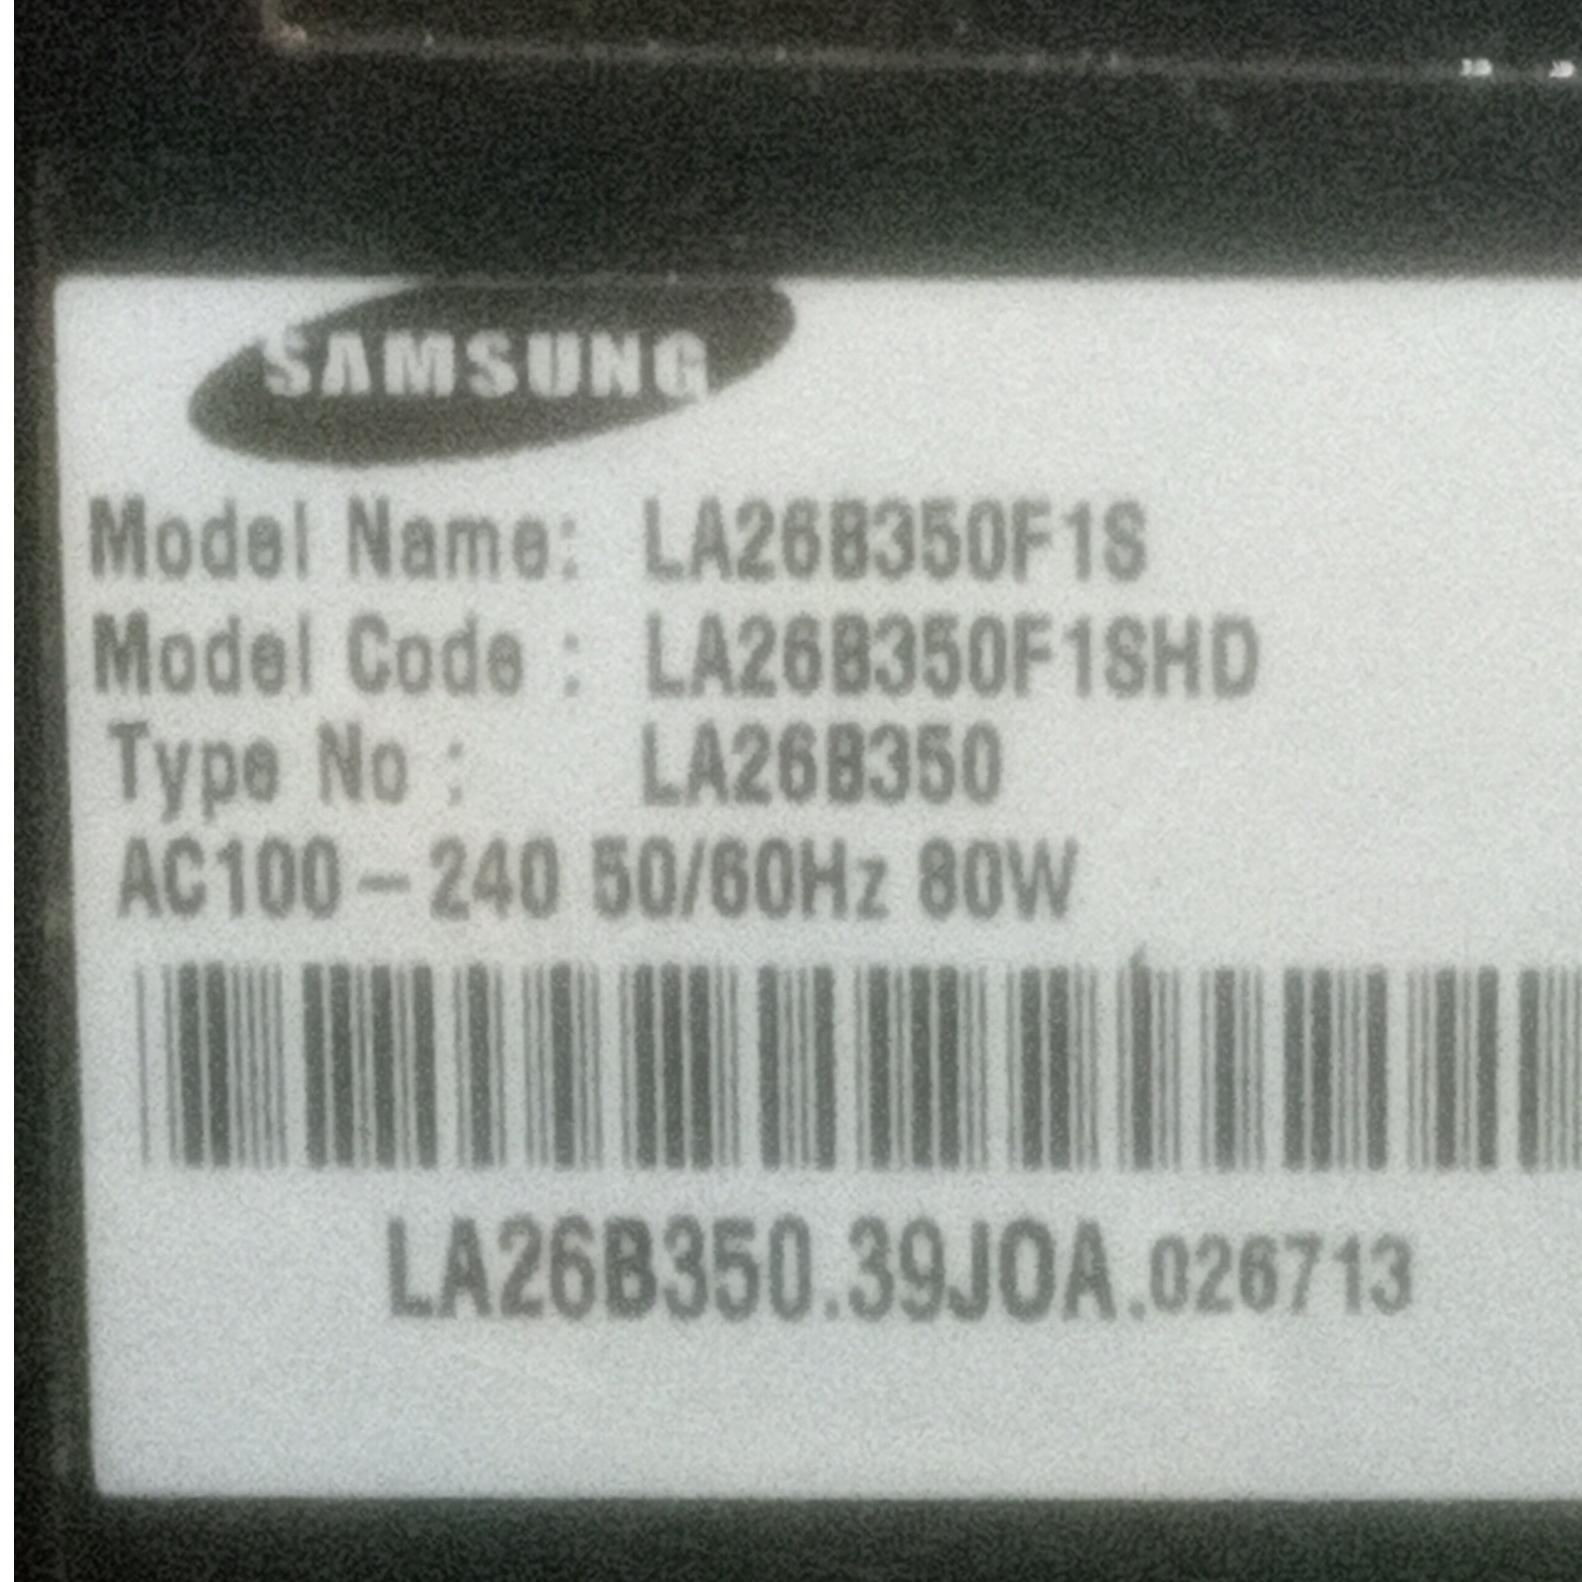 SAMSUNG
Model Name: LA26B350F1S
Model Code : LA26B350F1SHD
Type No : LA26B350
AC100-240 50/60Hz 80W
LA26B350.39JOA.026713